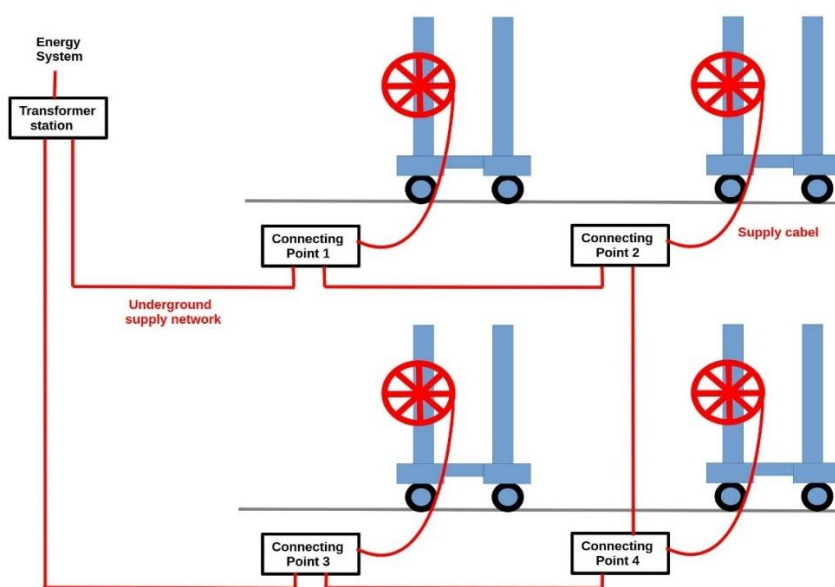 Energy
System
Transformer
station
Connecting
Point 1
Connecting
Point 2
Supply cabel
Underground
supply network
Connecting
Point 3
Connecting
Point 4